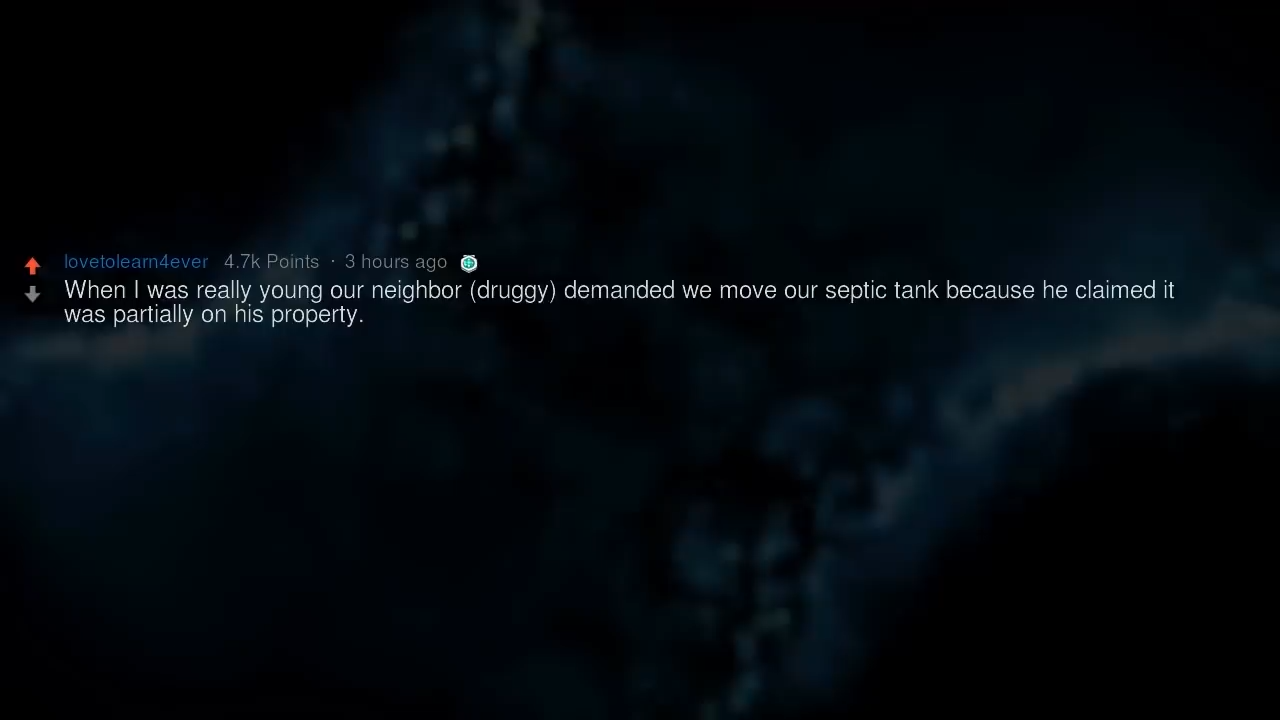 lovetolearn4ever 4.7k Points · 3 hours ago
When I was really young our neighbor (druggy) demanded we move our septic tank because he claimed it
was partially on his property.